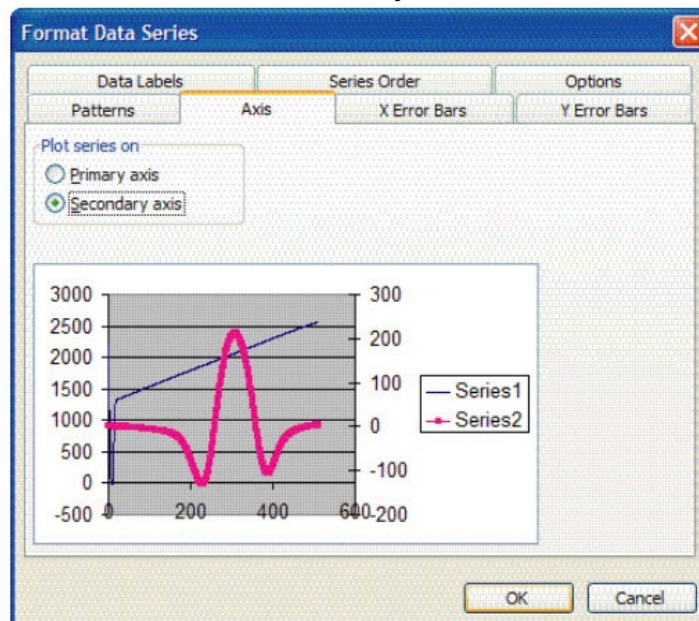 Format Data Series
Data Labels
Series Order
Options
Patterns
Axis
X Error Bars
Y Error Bars
Plot series on
Primary axis
Secondary axis
3000
2500
2000
1500
1000
500
0
-500
0
200
400
600
300
200
100
0
-100
-200
Series1
Series2
OK
Cancel